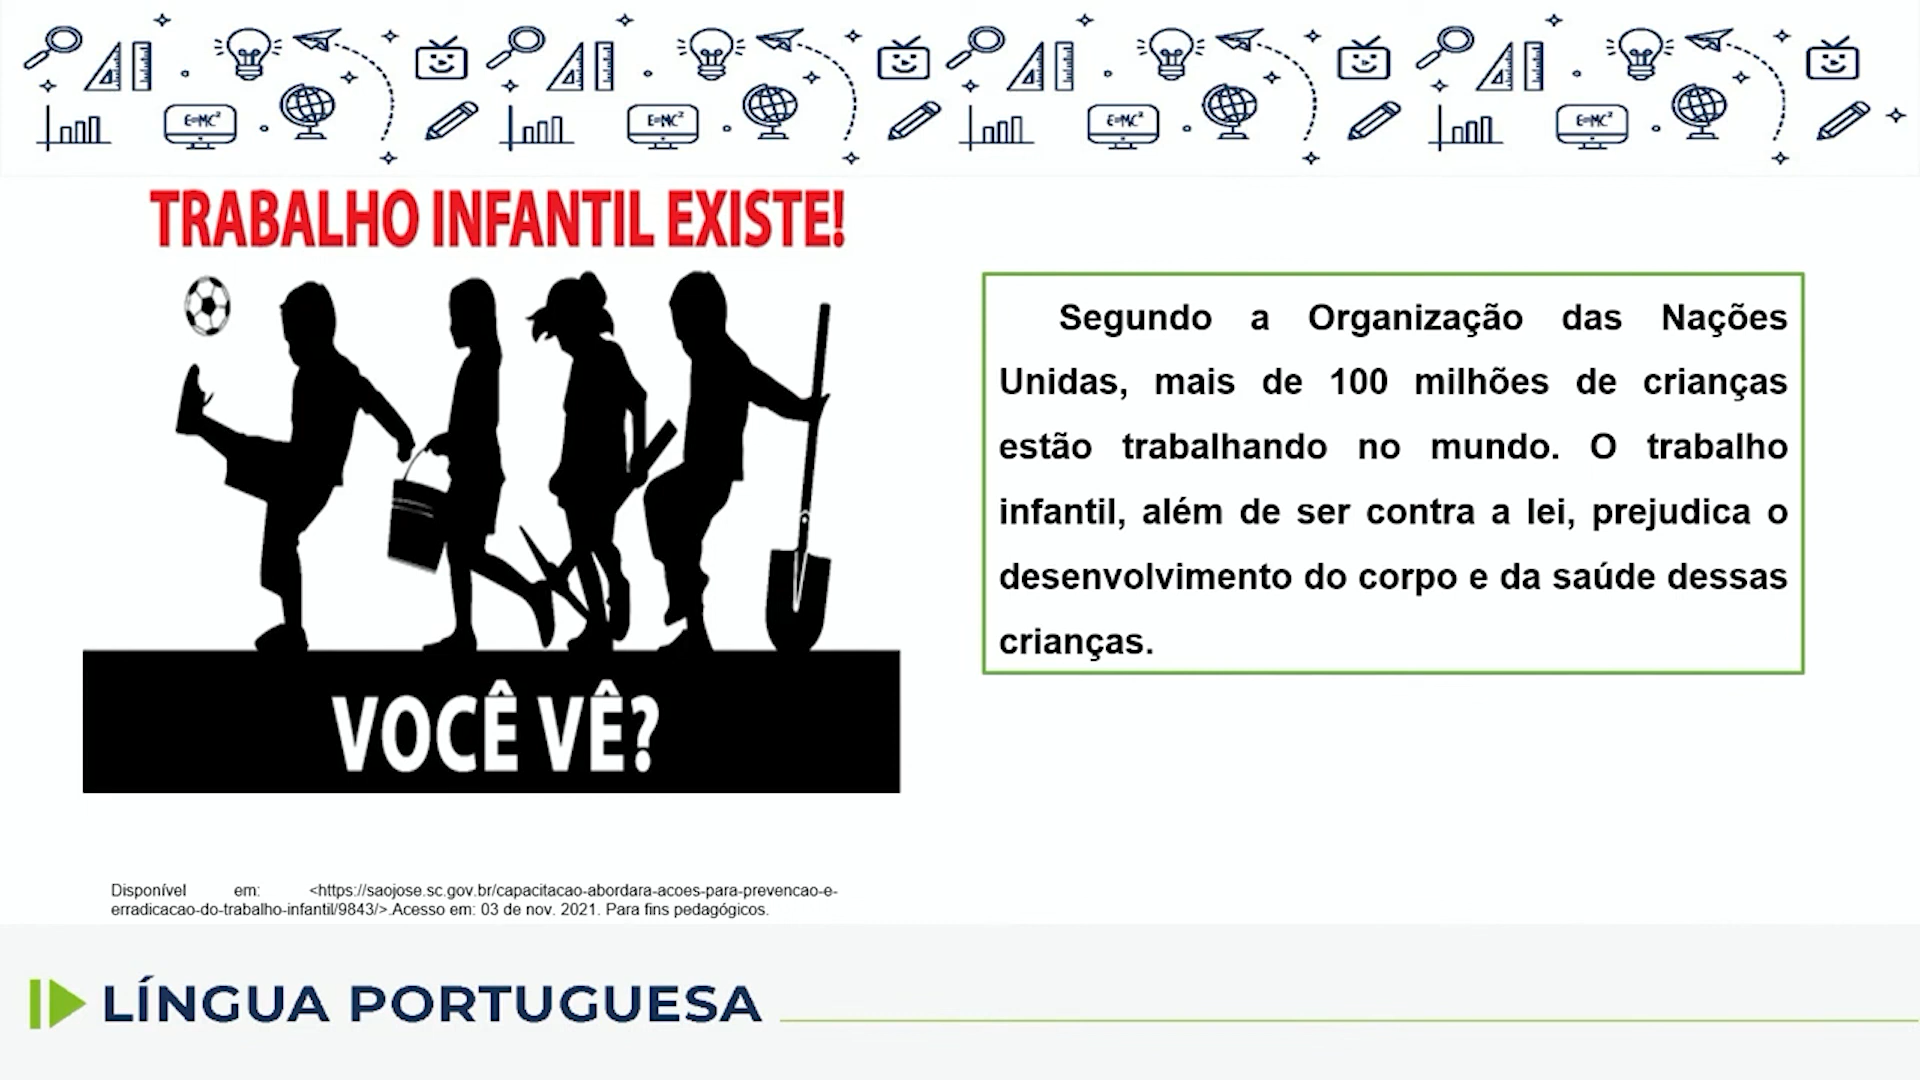 E=MC² E=MC² E=MC² E=MC²
TRABALHO INFANTIL EXISTE!
VOCÊ VÊ?
Segundo a Organização das Nações
Unidas, mais de 100 milhões de crianças
estão trabalhando no mundo. O trabalho
infantil, além de ser contra a lei, prejudica o
desenvolvimento do corpo e da saúde dessas
crianças.
Disponível em: <https://saojose.sc.gov.br/capacitacao-abordara-acoes-para-prevencao-e-
erradicacao-do-trabalho-infantil/9843/>.Acesso em: 03 de nov. 2021. Para fins pedagógicos.
LÍNGUA PORTUGUESA